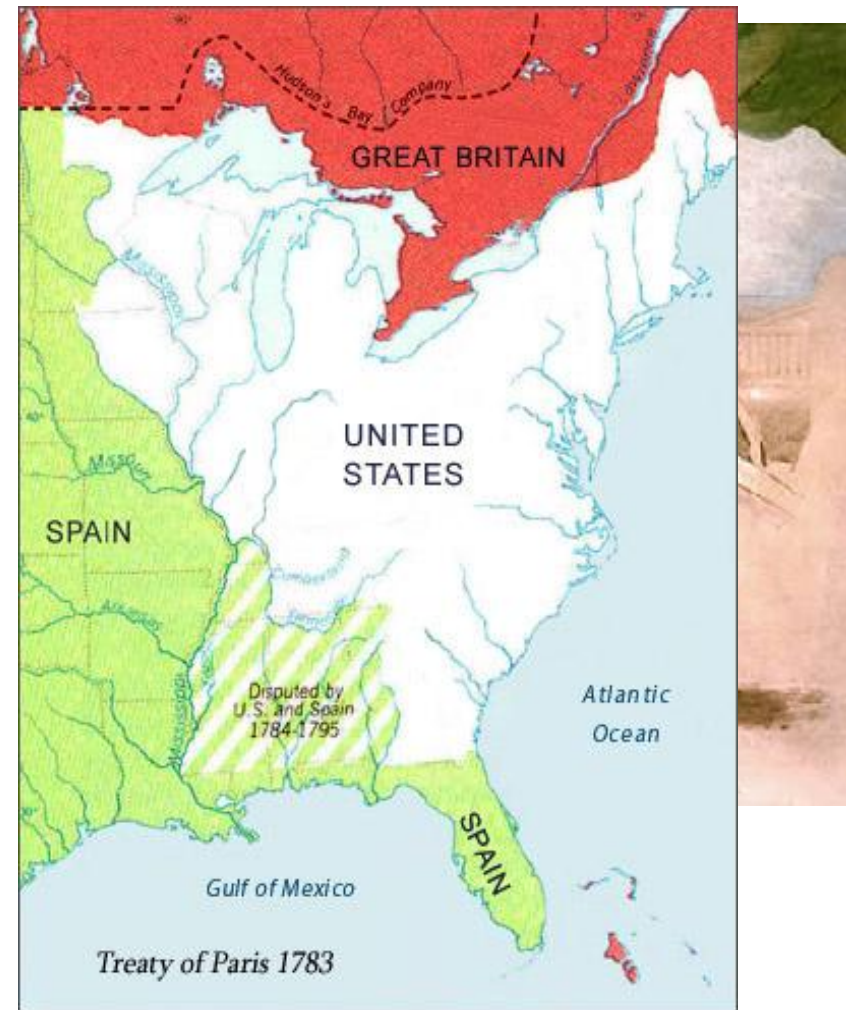 Hudson's Bay Company
GREAT BRITAIN
Mississippi
UNITED
STATES
Missouri
SPAIN
Cumberland
Arkansas
Disputed by
U.S. and Spain
1784-1795
Mississippi
Atlantic
Ocean
SPAIN
Gulf of Mexico
Treaty of Paris 1783